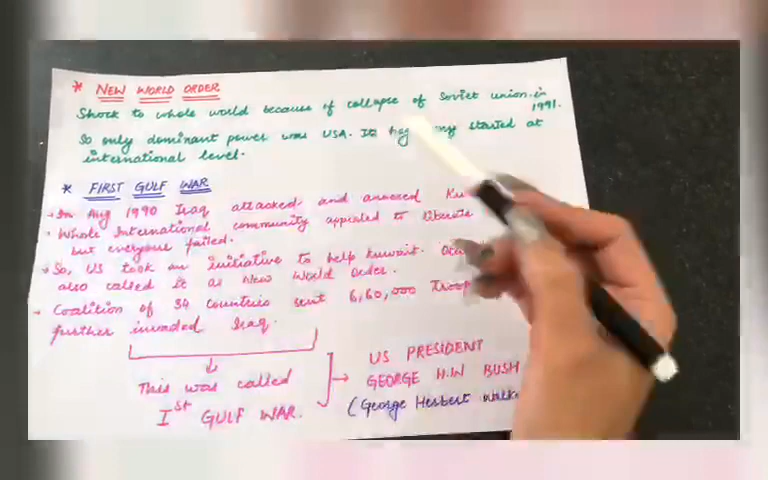 * NEW WORLD ORDER
Shock to whole world because of collapse of Soviet union in
1991.
So only dominant power was USA. started at
international level.
* FIRST GULF WAR
In Aug 1990 Iraq attacked and annexed
Whole International community appealed to liberate
but everyone failed.
So, US took an initiative to help kuwait.
also called it as New World Order.
Coalition of 34 countries sent 6,60,000 Troop
further invaded Iraq.
This was called
Ist GULF WAR.
US PRESIDENT
GEORGE H.W BUSH
(George Herbert